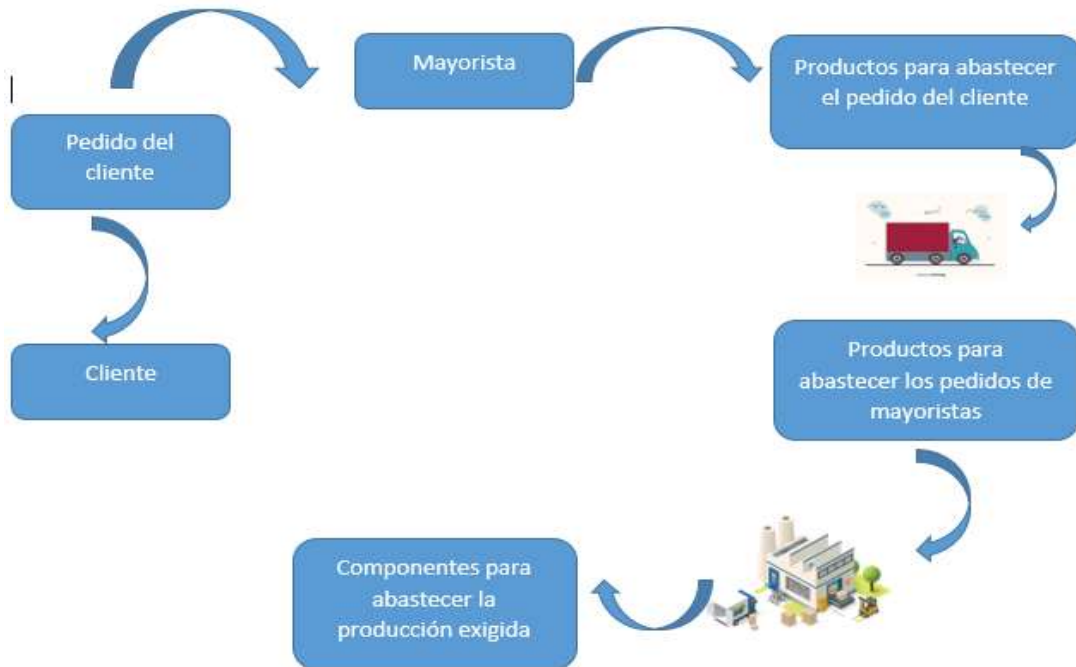 Pedido del
cliente
Mayorista
Productos para abastecer
el pedido del cliente
Cliente
Productos para
abastecer los pedidos de
mayoristas
Componentes para
abastecer la
producción exigida